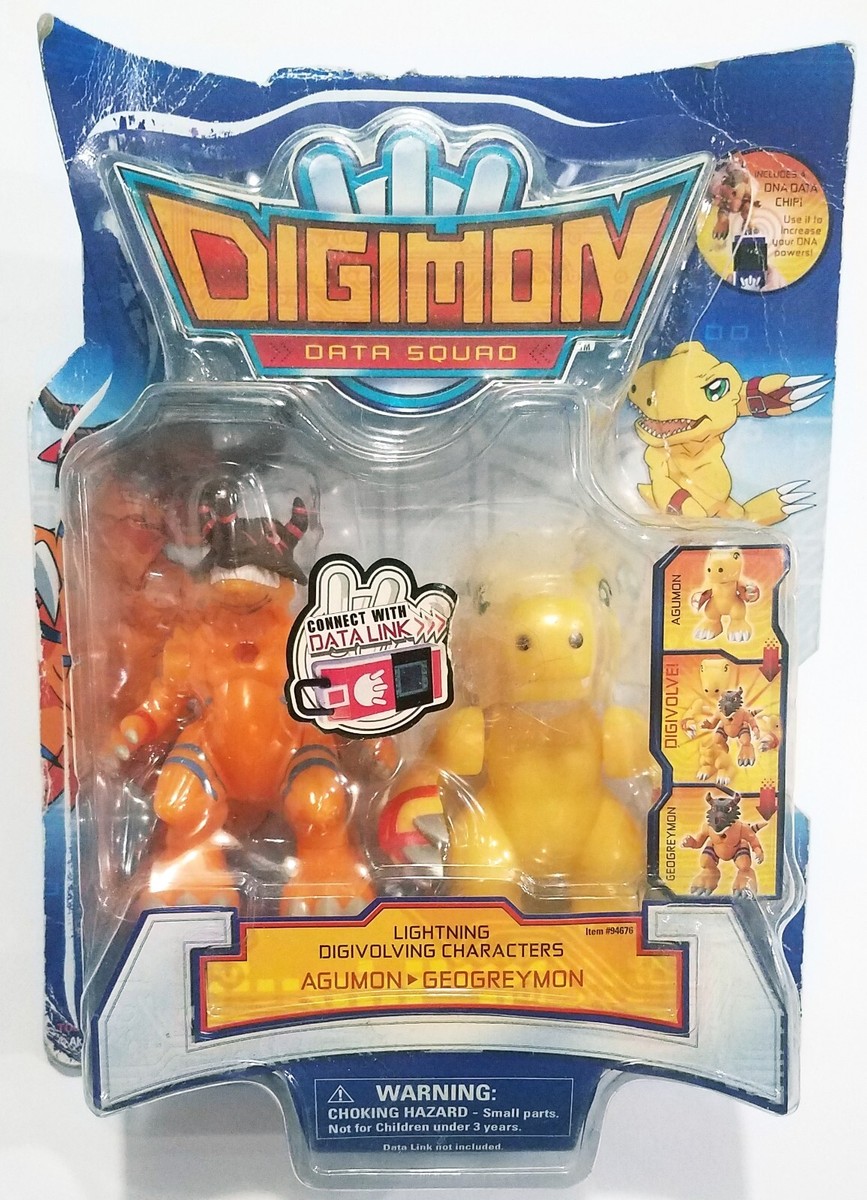 DIGIMON
DATA SQUAD
TM
INCLUDES A
DNA DATA
CHIP!
Use it to
increase
your DNA
powers!
CONNECT WITH
DATA LINK
AGUMON
DIGIVOLVE!
GEOGREYMON
LIGHTNING
DIGIVOLVING CHARACTERS
Item #94676
AGUMON GEOGREYMON
WARNING:
CHOKING HAZARD - Small parts.
Not for Children under 3 years.
Data Link not included.